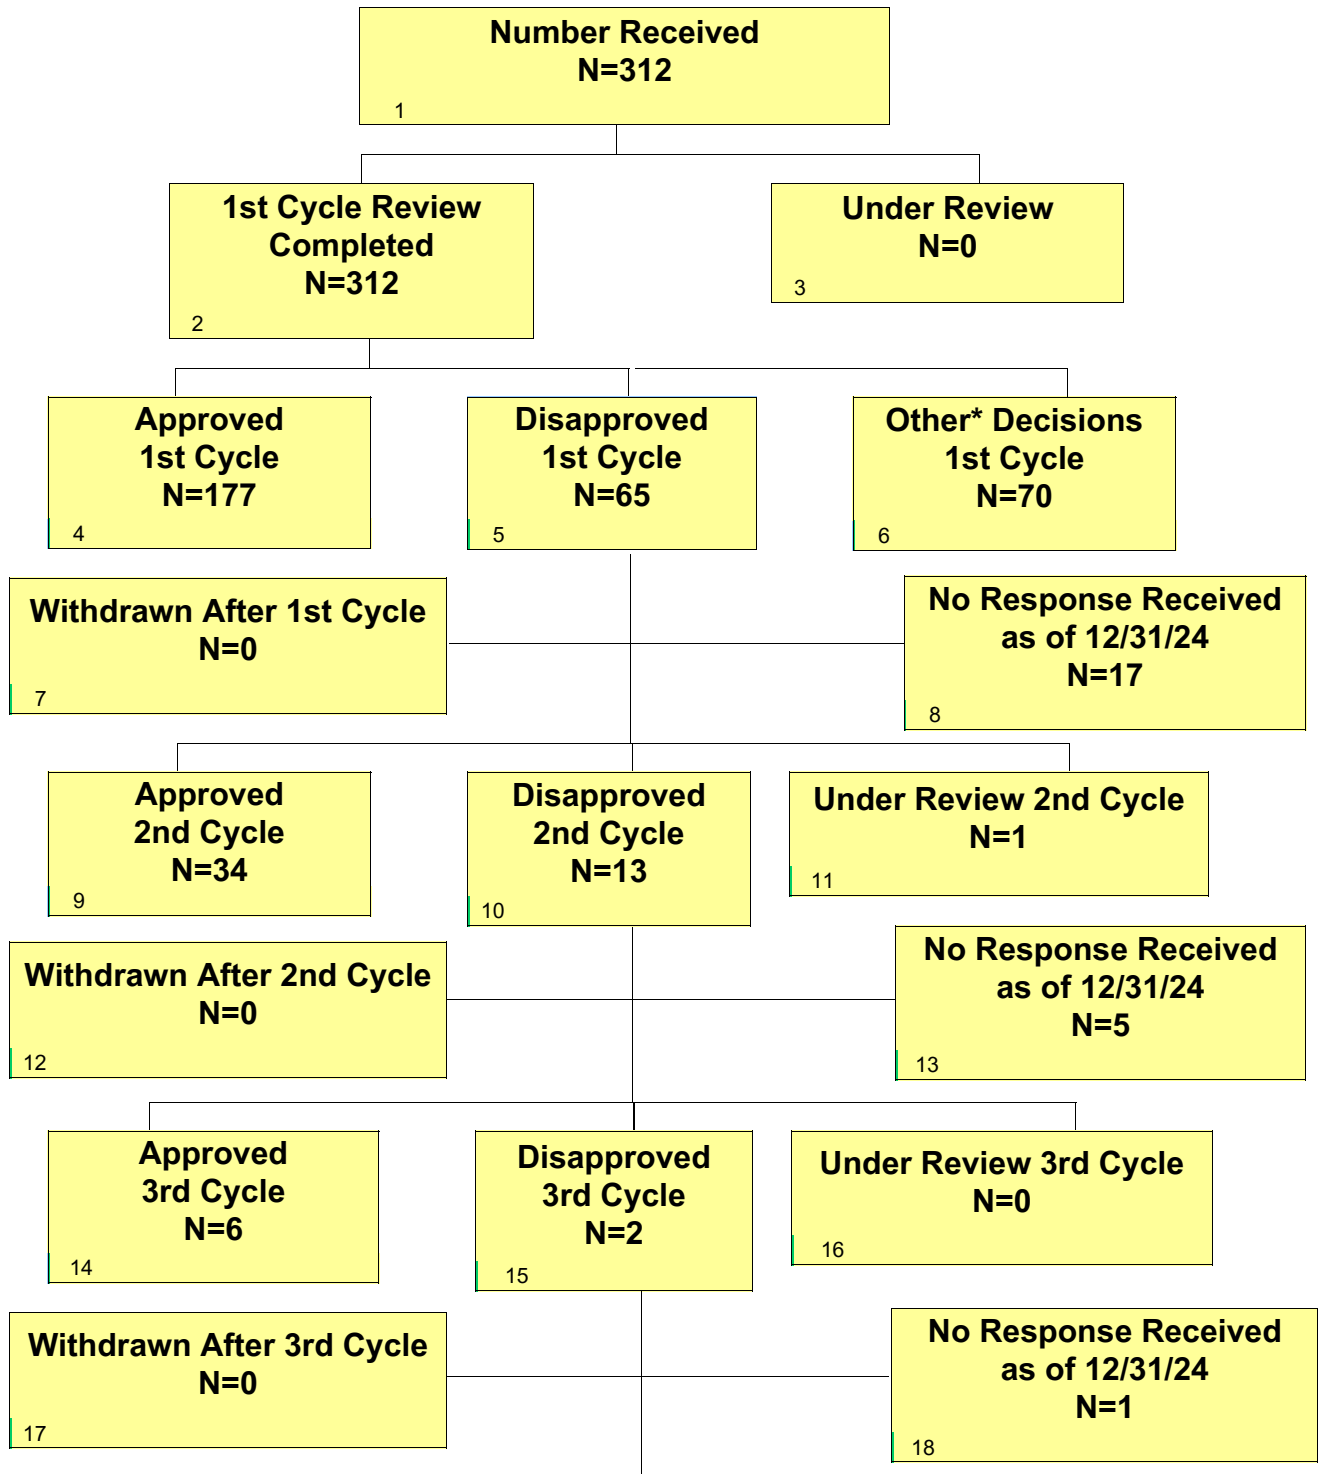 Number Received
N=312
1
1st Cycle Review
Completed
N=312
2
Under Review
N=0
3
Approved
1st Cycle
N=177
4
Disapproved
1st Cycle
N=65
5
Other* Decisions
1st Cycle
N=70
6
Withdrawn After 1st Cycle
N=0
7
No Response Received
as of 12/31/24
N=17
8
Approved
2nd Cycle
N=34
9
Disapproved
2nd Cycle
N=13
10
Under Review 2nd Cycle
N=1
11
Withdrawn After 2nd Cycle
N=0
12
No Response Received
as of 12/31/24
N=5
13
Approved
3rd Cycle
N=6
14
Disapproved
3rd Cycle
N=2
15
Under Review 3rd Cycle
N=0
16
Withdrawn After 3rd Cycle
N=0
17
No Response Received
as of 12/31/24
N=1
18